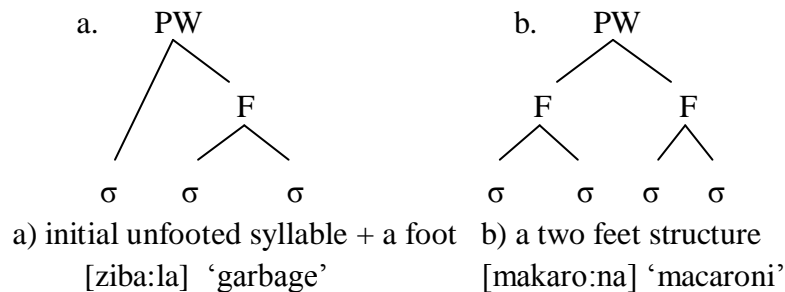 a. PW b. PW
F F F
σ σ σ σ σ σ σ
a) initial unfooted syllable + a foot b) a two feet structure
[ziba:la] ‘garbage’ [makaro:na] ‘macaroni’